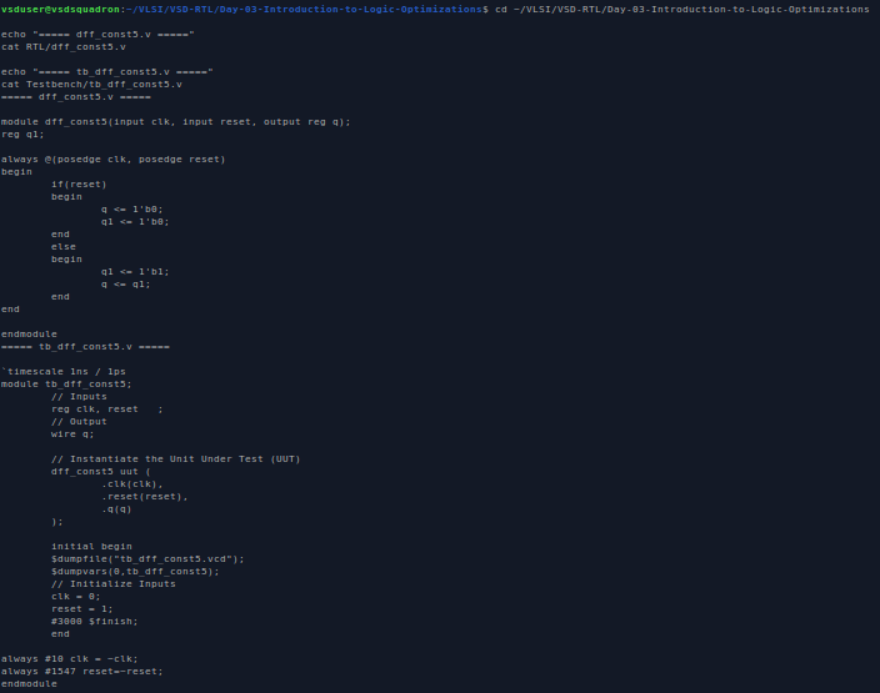 vsduser@vsdsquadron:~/VLSI/VSD-RTL/Day-03-Introduction-to-Logic-Optimizations$ cd ~/VLSI/VSD-RTL/Day-03-Introduction-to-Logic-Optimizations
echo "===== dff_const5.v ====="
cat RTL/dff_const5.v
echo "===== tb_dff_const5.v ====="
cat Testbench/tb_dff_const5.v
===== dff_const5.v =====
module dff_const5(input clk, input reset, output reg q);
reg q1;
always @(posedge clk, posedge reset)
begin
if(reset)
begin
q <= 1'b0;
q1 <= 1'b0;
end
else
begin
q1 <= 1'b1;
q <= q1;
end
end
endmodule
===== tb_dff_const5.v =====
`timescale 1ns / 1ps
module tb_dff_const5;
// Inputs
reg clk, reset   ;
// Output
wire q;
// Instantiate the Unit Under Test (UUT)
dff_const5 uut (
.clk(clk),
.reset(reset),
.q(q)
);
initial begin
$dumpfile("tb_dff_const5.vcd");
$dumpvars(0,tb_dff_const5);
// Initialize Inputs
clk = 0;
reset = 1;
#3000 $finish;
end
always #10 clk = ~clk;
always #1547 reset=~reset;
endmodule